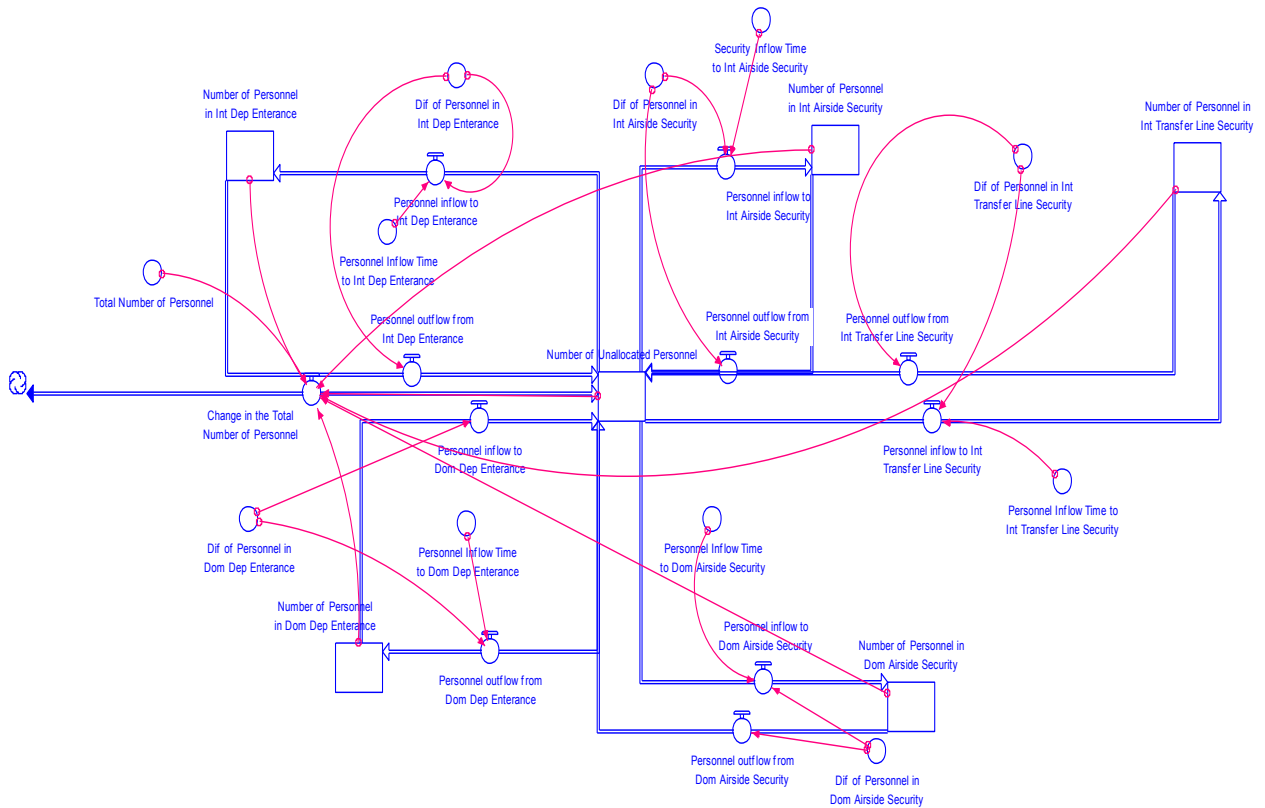 Security Inflow Time
to Int Airside Security
Number of Personnel
in Int Dep Enterance
Dif of Personnel in
Int Dep Enterance
Dif of Personnel in
Int Airside Security
Number of Personnel
in Int Airside Security
Number of Personnel in
Int Transfer Line Security
Personnel inflow to
Int Dep Enterance
Personnel inflow to
Int Airside Security
Dif of Personnel in Int
Transfer Line Security
Personnel Inflow Time
to Int Dep Enterance
Total Number of Personnel
Personnel outflow from
Int Dep Enterance
Personnel outflow from
Int Airside Security
Personnel outflow from
Int Transfer Line Security
Number of Unallocated Personnel
Change in the Total
Number of Personnel
Personnel inflow to
Dom Dep Enterance
Personnel inflow to Int
Transfer Line Security
Personnel Inflow Time to
Int Transfer Line Security
Dif of Personnel in
Dom Dep Enterance
Personnel Inflow Time
to Dom Dep Enterance
Personnel Inflow Time
to Dom Airside Security
Number of Personnel
in Dom Dep Enterance
Personnel inflow to
Dom Airside Security
Number of Personnel in
Dom Airside Security
Personnel outflow from
Dom Dep Enterance
Personnel outflow from
Dom Airside Security
Dif of Personnel in
Dom Airside Security